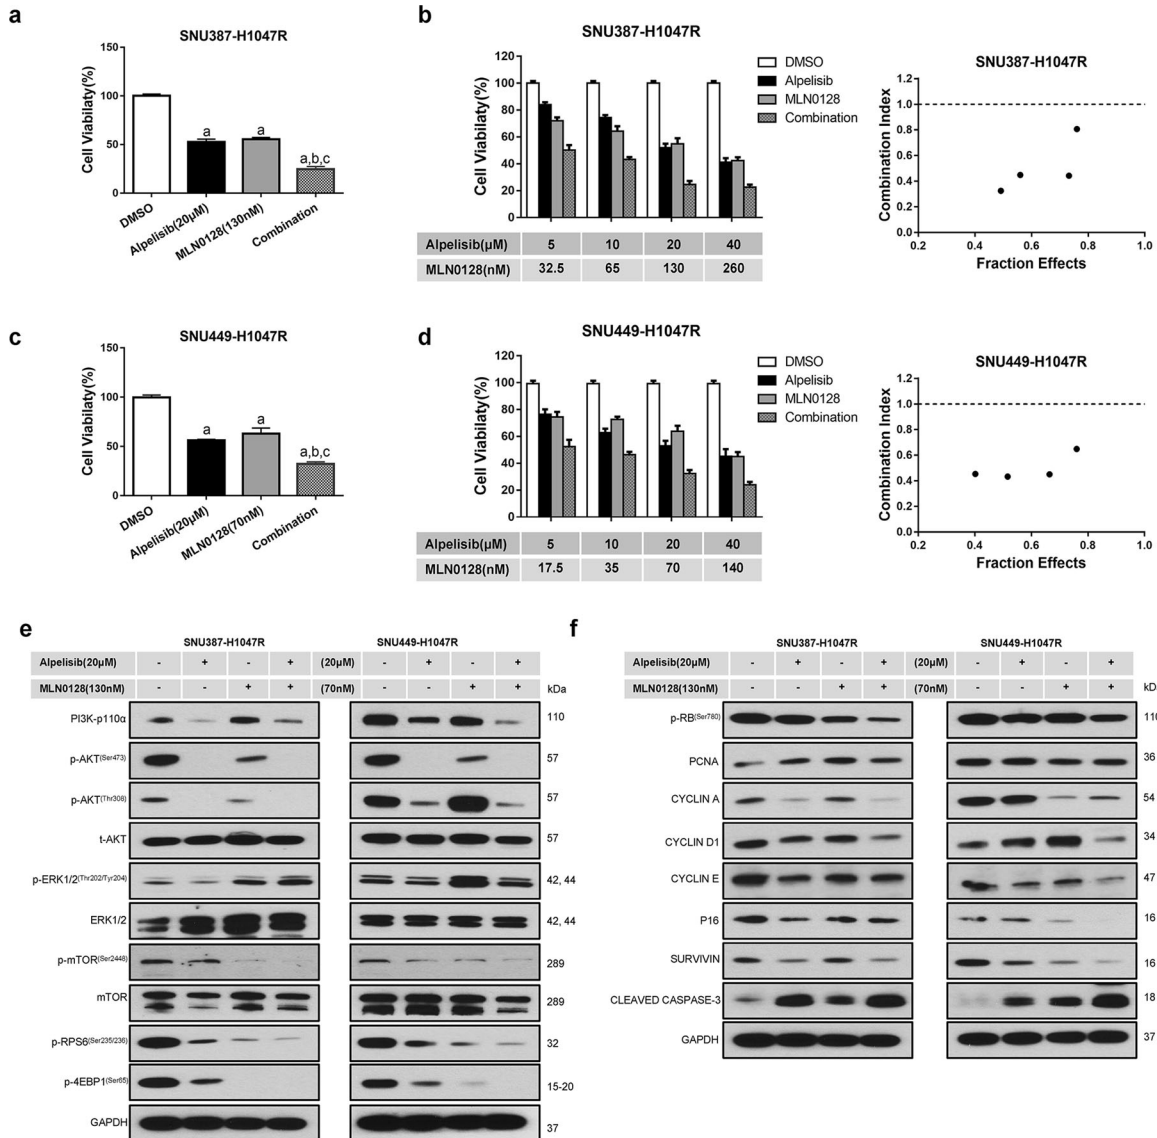 a
SNU387-H1047R
Cell Viabilaty(%)
150
100
50
0
DMSO
Alpelisib(20μM)
MLN0128(130nM)
Combination
a
a
a,b,c
b
SNU387-H1047R
Cell Viabilaty(%)
120
100
80
60
40
20
0
DMSO
Alpelisib
MLN0128
Combination
Alpelisib(μM) 5 10 20 40
MLN0128(nM) 32.5 65 130 260
SNU387-H1047R
Combination Index
1.2
1.0
0.8
0.6
0.4
0.2
0.0
0.2 0.4 0.6 0.8 1.0
Fraction Effects
c
SNU449-H1047R
Cell Viabilaty(%)
150
100
50
0
DMSO
Alpelisib(20μM)
MLN0128(70nM)
Combination
a
a
a,b,c
d
SNU449-H1047R
Cell Viabilaty(%)
120
100
80
60
40
20
0
DMSO
Alpelisib
MLN0128
Combination
Alpelisib(μM) 5 10 20 40
MLN0128(nM) 17.5 35 70 140
SNU449-H1047R
Combination Index
1.2
1.0
0.8
0.6
0.4
0.2
0.0
0.2 0.4 0.6 0.8 1.0
Fraction Effects
e
SNU387-H1047R SNU449-H1047R
Alpelisib(20μM) - + - + (20μM) - + - +
MLN0128(130nM) - - + + (70nM) - - + + kDa
PI3K-p110α 110
p-AKT(Ser473) 57
p-AKT(Thr308) 57
t-AKT 57
p-ERK1/2(Thr202/Tyr204) 42, 44
ERK1/2 42, 44
p-mTOR(Ser2448) 289
mTOR 289
p-RPS6(Ser235/236) 32
p-4EBP1(Ser65) 15-20
GAPDH 37
f
SNU387-H1047R SNU449-H1047R
Alpelisib(20μM) - + - + (20μM) - + - +
MLN0128(130nM) - - + + (70nM) - - + + kDa
p-RB(Ser780) 110
PCNA 36
CYCLIN A 54
CYCLIN D1 34
CYCLIN E 47
P16 16
SURVIVIN 16
CLEAVED CASPASE-3 18
GAPDH 37